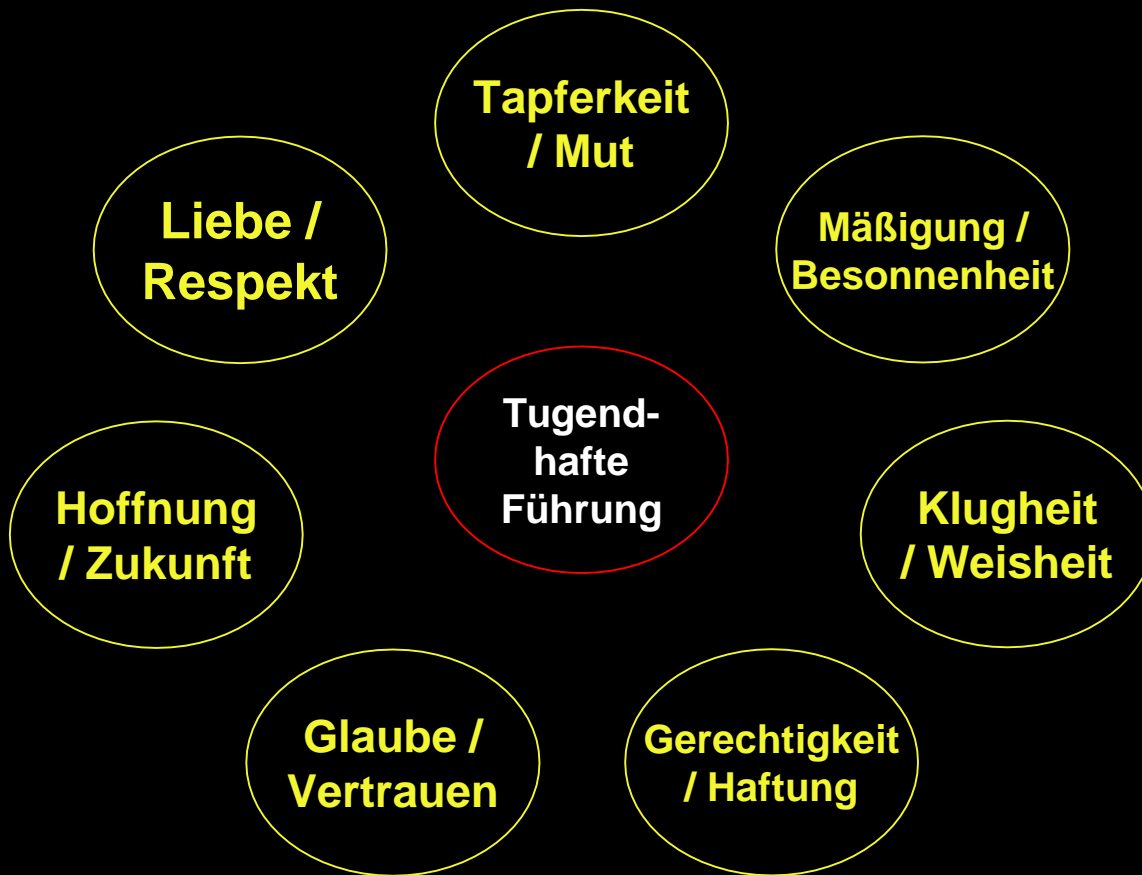 Tapferkeit
/ Mut
Liebe /
Respekt
Mäßigung /
Besonnenheit
Tugend-
hafte
Führung
Hoffnung
/ Zukunft
Klugheit
/ Weisheit
Glaube /
Vertrauen
Gerechtigkeit
/ Haftung